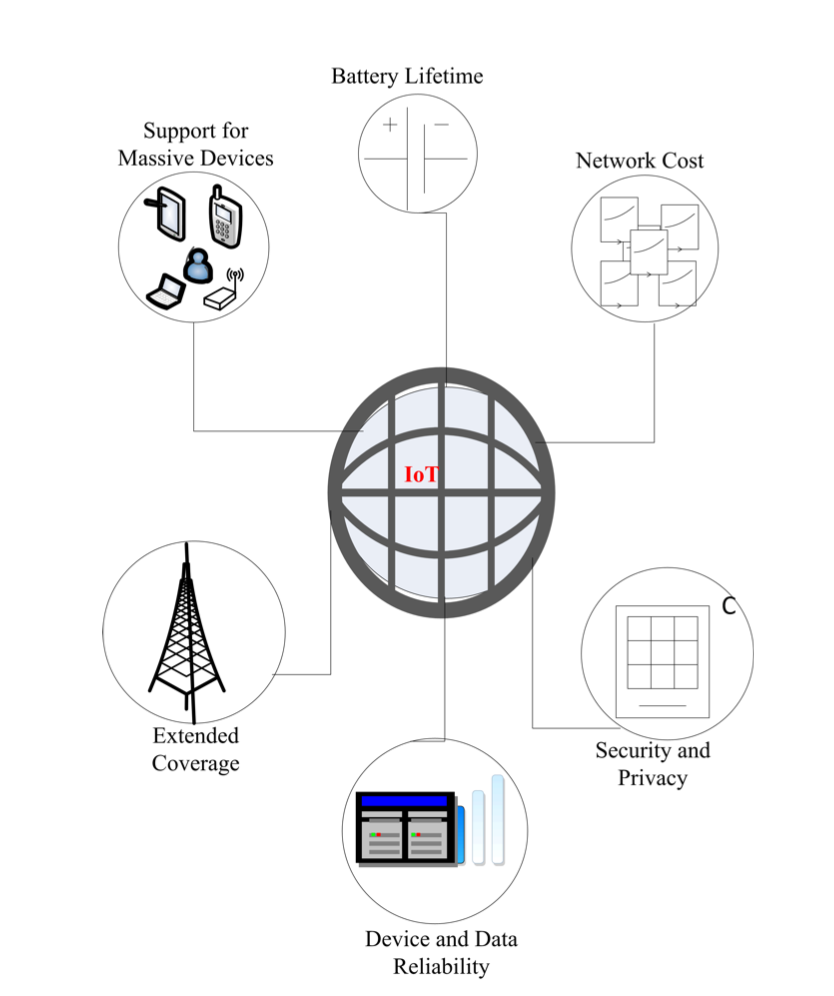 Battery Lifetime
Support for
Massive Devices
Network Cost
+
−
IoT
C
Extended
Coverage
Security and
Privacy
Device and Data
Reliability